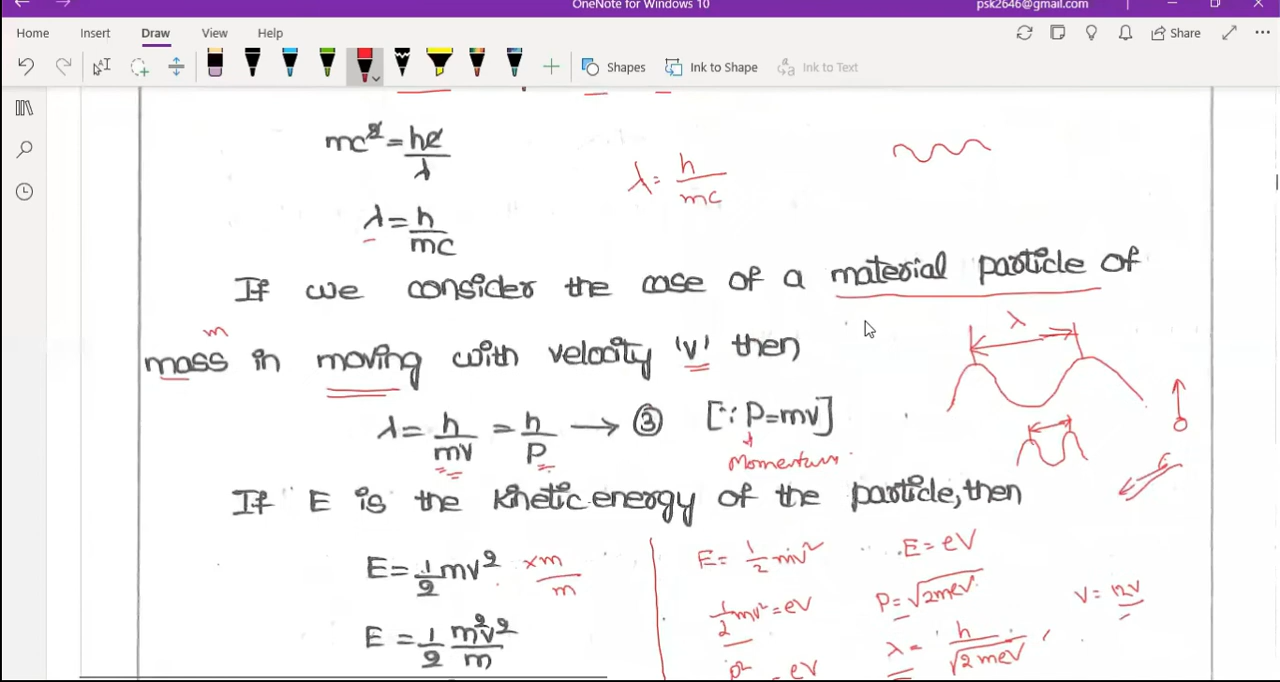 OneNote for Windows 10
psk2646@gmail.com
Home Insert Draw View Help
Share
Shapes Ink to Shape Ink to Text
mc² = hc/λ
λ = h/mc
λ = h/mc
If we consider the case of a material particle of
m
mass in moving with velocity 'v' then
λ
λ = h/mv = h/P → ③ [∵ P=mv]
Momentum
If E is the kinetic energy of the particle, then
E = 1/2 mv² × m/m
E = 1/2 m²v²/m
E = 1/2 mv²
E = eV
1/2 mv² = eV
P = √2meV
V = 12V
λ = h/√2meV
= eV